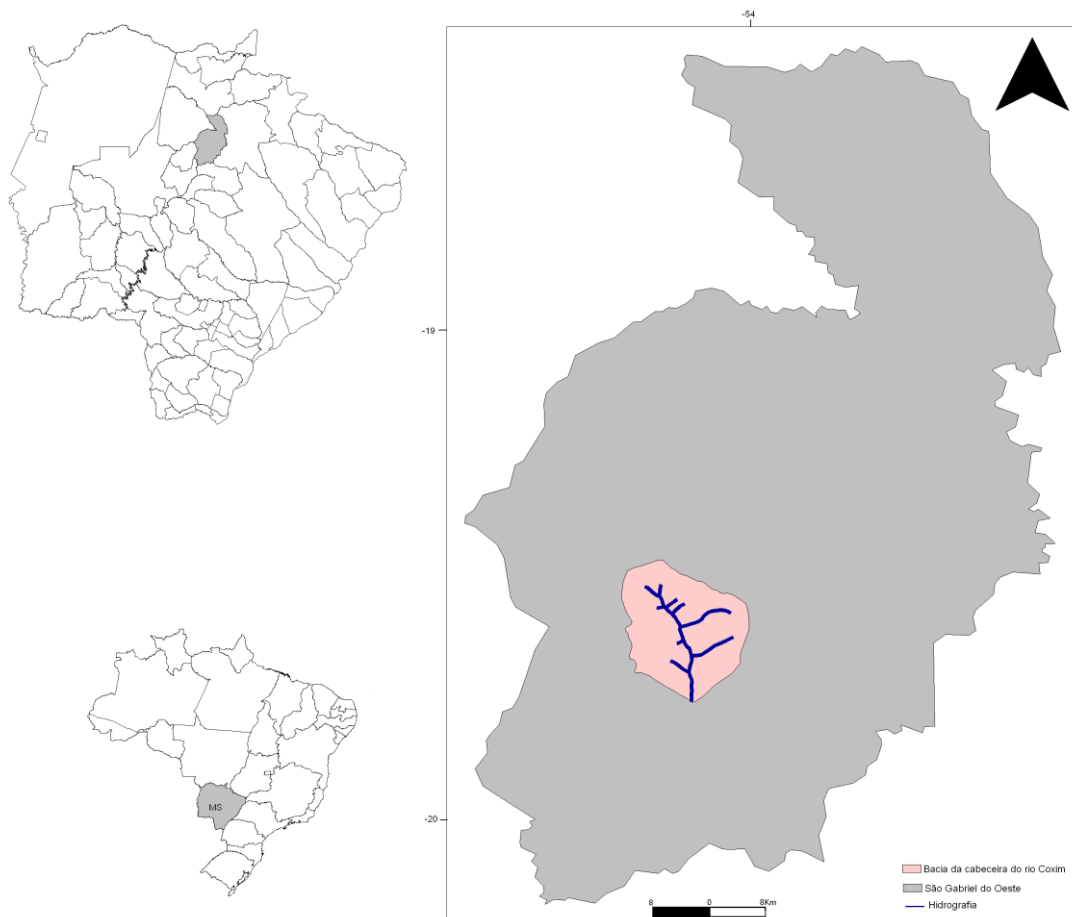 -54
-19
MS
-20
Bacia da cabeceira do rio Coxim
São Gabriel do Oeste
Hidrografia
8 0 8Km